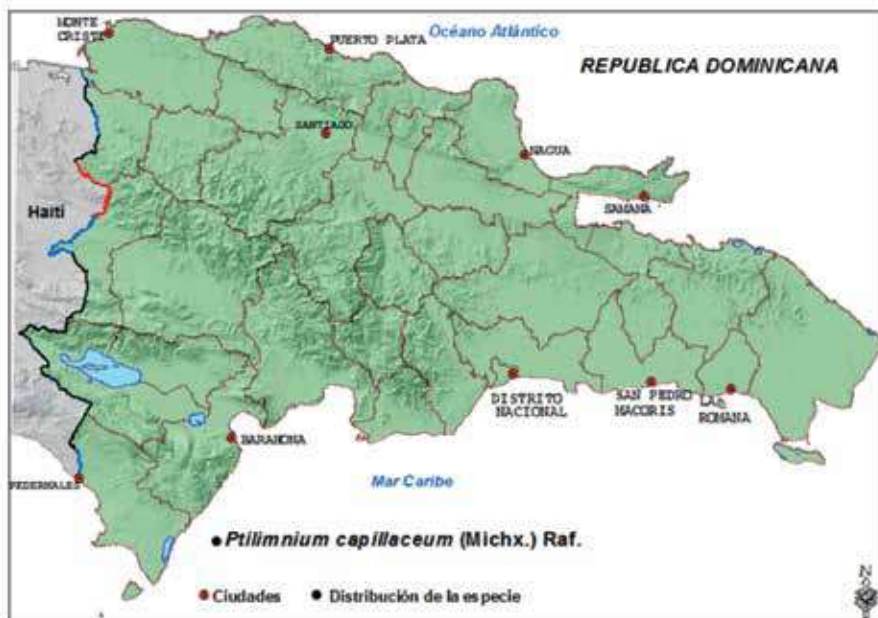 MONTE
CRISTI
PUERTO PLATA
Océano Atlántico
REPUBLICA DOMINICANA
SANTIAGO
NAGUA
SAMANA
Haití
DISTRITO
NACIONAL
SAN PEDRO
MACORIS
LA
ROMANA
BARAHONA
PEDERNALES
Mar Caribe
Ptilimnium capillaceum (Michx.) Raf.
Ciudades
Distribución de la especie
N